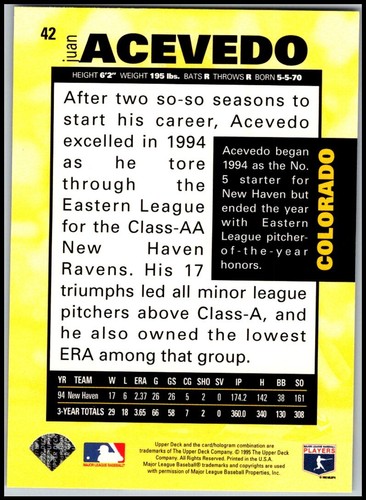 42
juan
ACEVEDO
HEIGHT 6'2" WEIGHT 195 lbs. BATS R THROWS R BORN 5-5-70
After two so-so seasons to
start his career, Acevedo
excelled in 1994
as he tore
through the
Eastern League
for the Class-AA
New Haven
Ravens. His 17
triumphs led all minor league
pitchers above Class-A, and
he also owned the lowest
ERA among that group.
Acevedo began
1994 as the No.
5 starter for
New Haven but
ended the year
with Eastern
League pitcher-
of-the-year
honors.
COLORADO
YR TEAM W L ERA G GS CG SHO SV IP H BB SO
94 New Haven 17 6 2.37 26 26 5 2 0 174.2 142 38 161
3-YEAR TOTALS 29 18 3.65 66 58 7 2 0 360.0 340 130 308
Upper Deck and the card/hologram combination are
trademarks of The Upper Deck Company. © 1995 The Upper Deck
Company. All Rights Reserved. Printed in the U.S.A.
Major League Baseball® trademarks and copyrights are used
with permission of Major League Baseball Properties, Inc.
MAJOR LEAGUE BASEBALL
PLAYERS